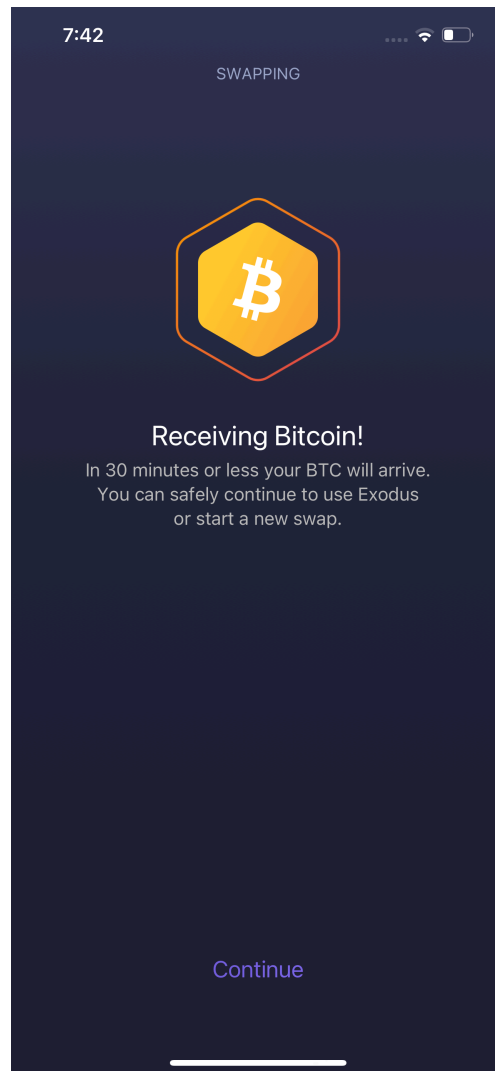 7:42
SWAPPING
Receiving Bitcoin!
In 30 minutes or less your BTC will arrive.
You can safely continue to use Exodus
or start a new swap.
Continue